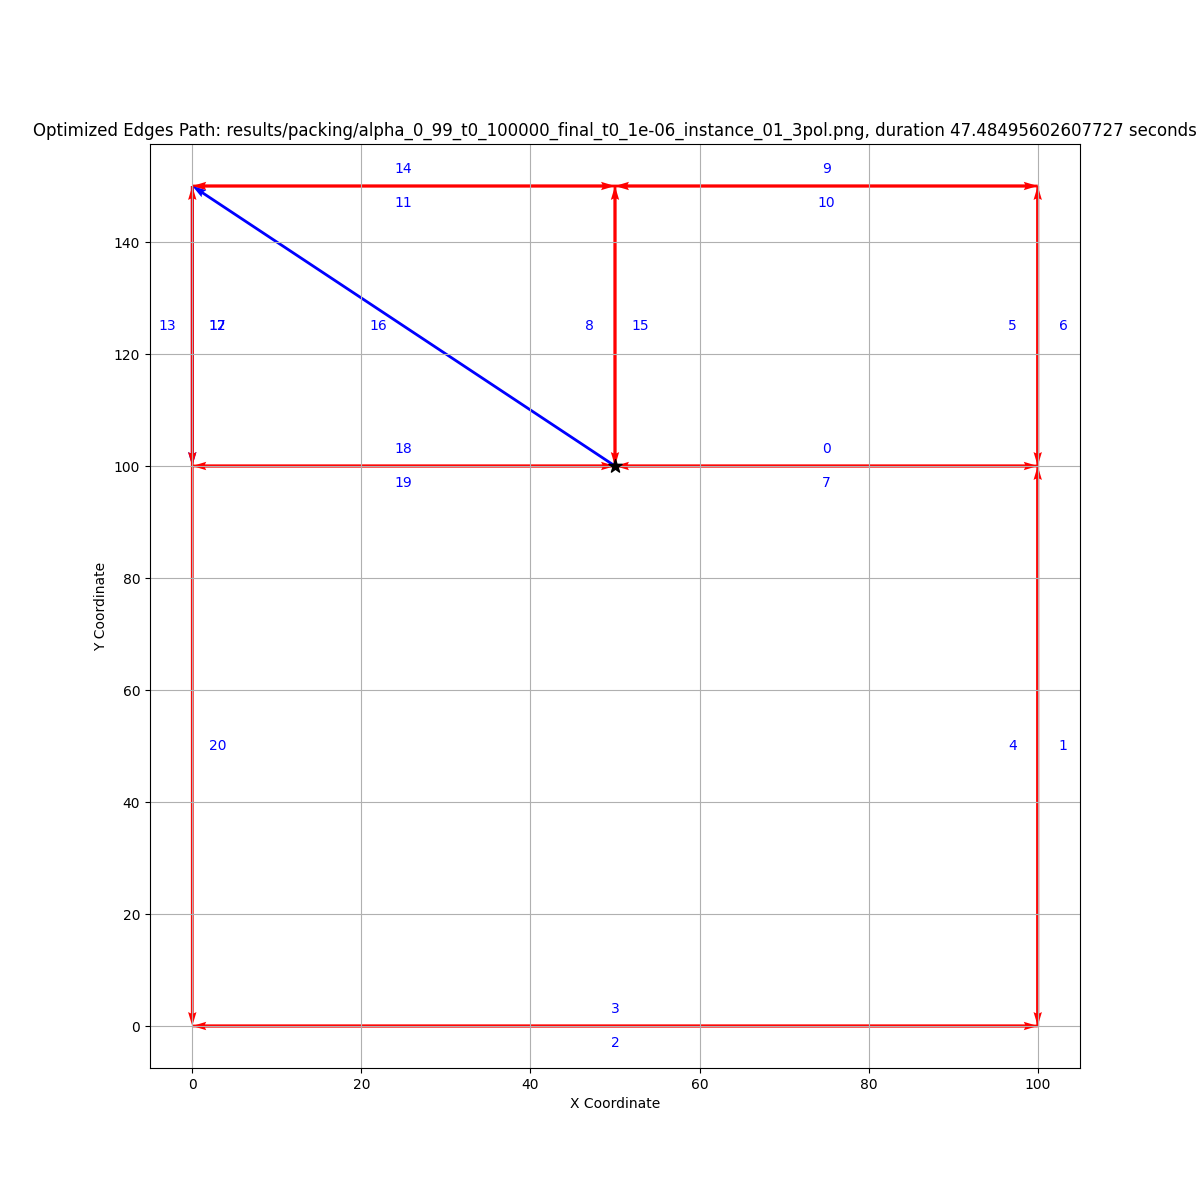 Optimized Edges Path: results/packing/alpha_0_99_t0_100000_final_t0_1e-06_instance_01_3pol.png, duration 47.48495602607727 seconds
14 9
11 10
140
13 16 8 15 5 6
120
18 0
100
19 7
80
Y Coordinate
60
20 4 1
40
20
3
0
2
0 20 40 60 80 100
X Coordinate